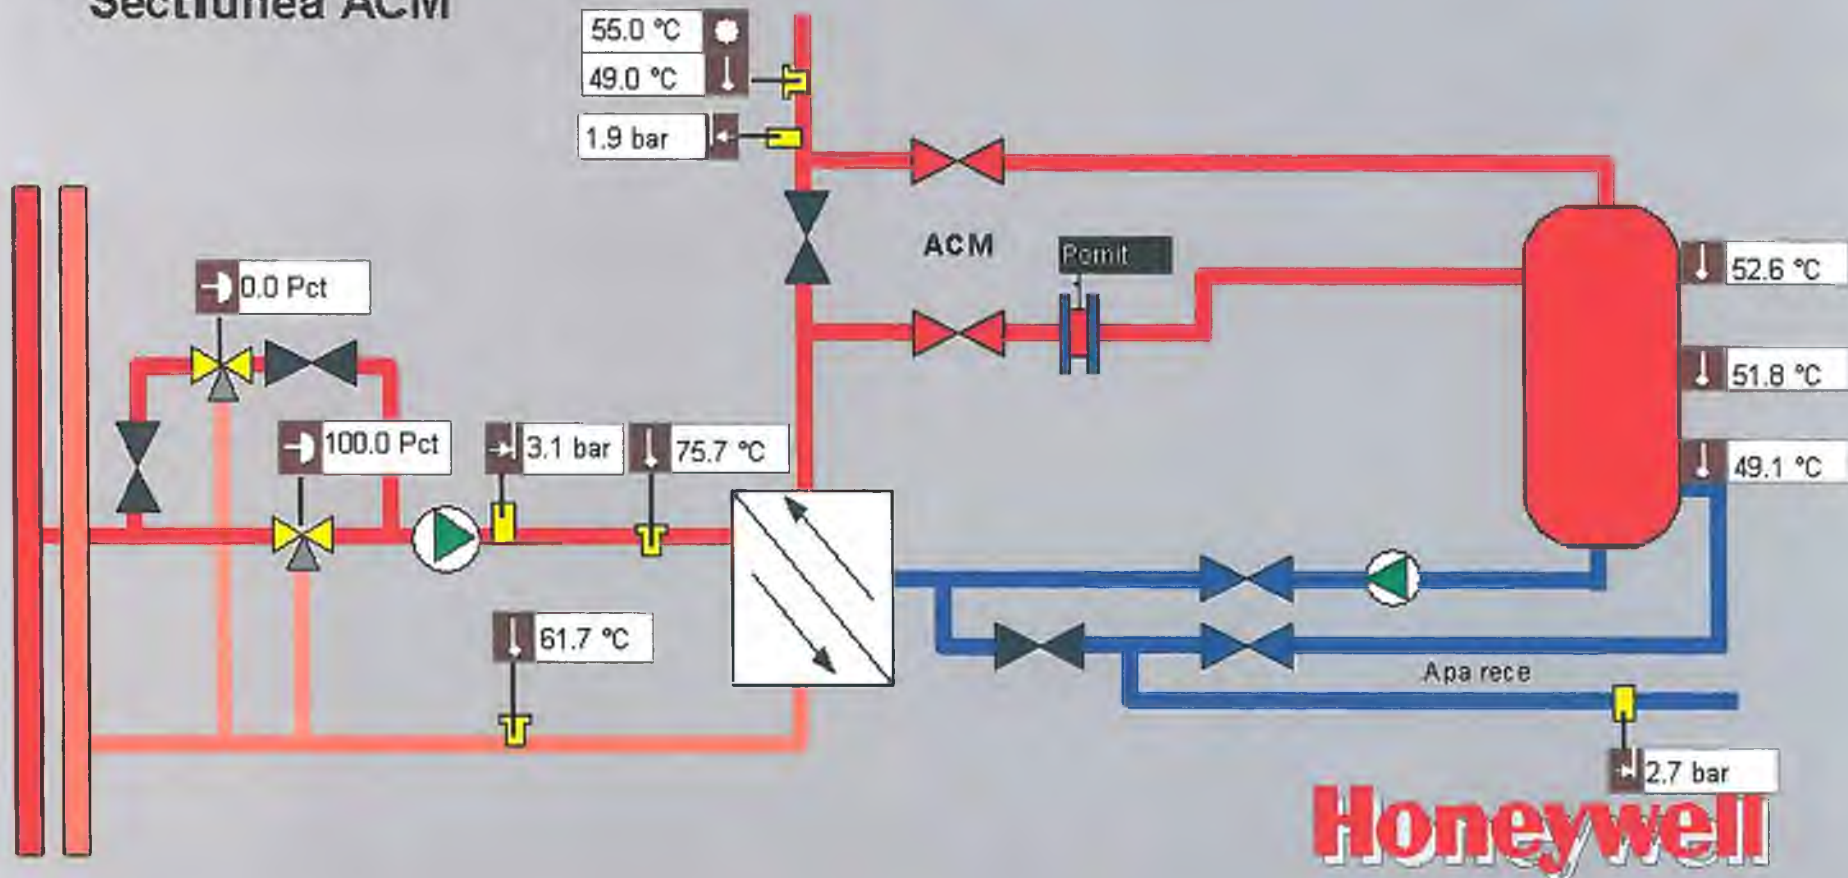 Sectiunea ACM
55.0 °C
49.0 °C
1.9 bar
ACM
Pornit
0.0 Pct
52.6 °C
51.8 °C
100.0 Pct
3.1 bar
75.7 °C
49.1 °C
61.7 °C
Apa rece
2.7 bar
Honeywell